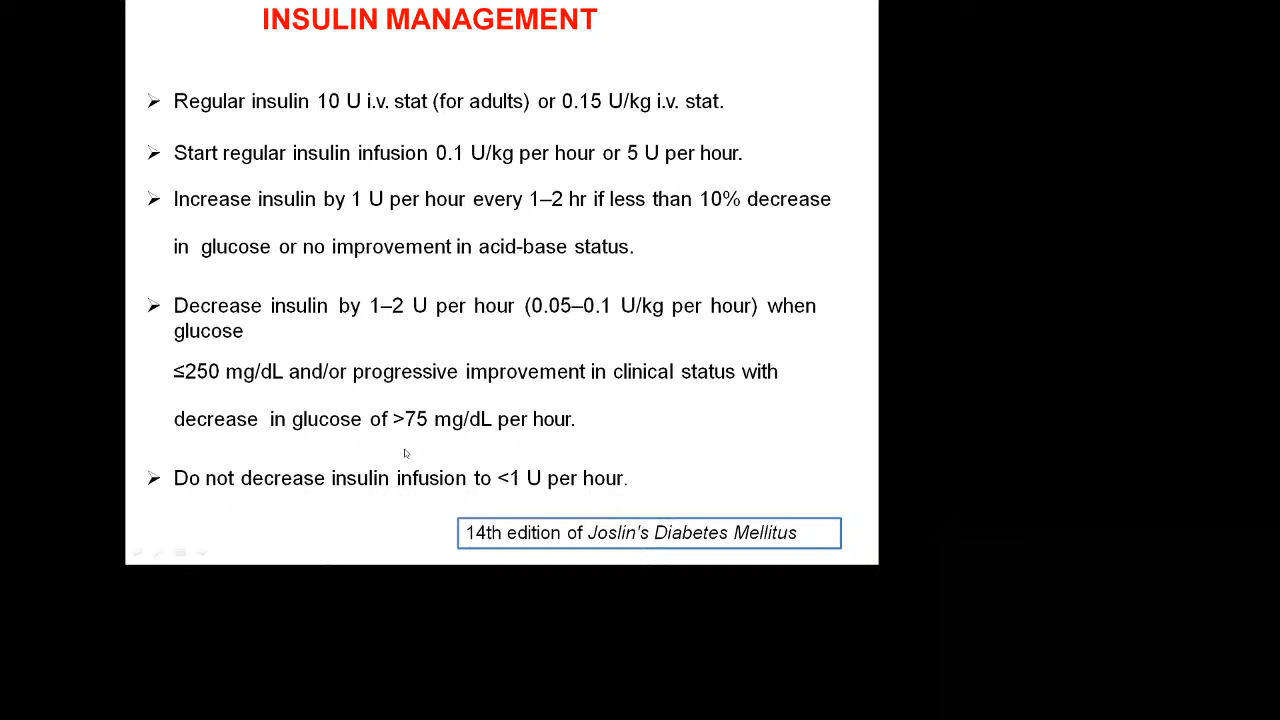 INSULIN MANAGEMENT
➢ Regular insulin 10 U i.v. stat (for adults) or 0.15 U/kg i.v. stat.
➢ Start regular insulin infusion 0.1 U/kg per hour or 5 U per hour.
➢ Increase insulin by 1 U per hour every 1–2 hr if less than 10% decrease
in glucose or no improvement in acid-base status.
➢ Decrease insulin by 1–2 U per hour (0.05–0.1 U/kg per hour) when
glucose
≤250 mg/dL and/or progressive improvement in clinical status with
decrease in glucose of >75 mg/dL per hour.
➢ Do not decrease insulin infusion to <1 U per hour.
14th edition of Joslin's Diabetes Mellitus